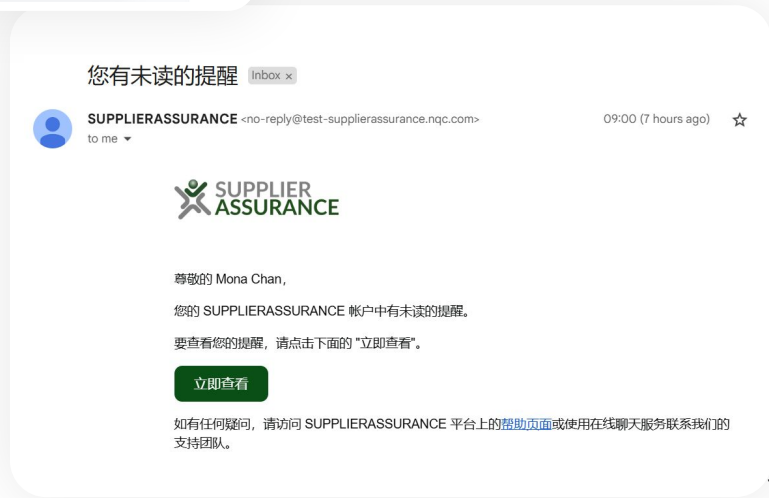 您有未读的提醒 Inbox ×
SUPPLIERASSURANCE <no-reply@test-supplierassurance.nqc.com> 09:00 (7 hours ago)
to me
SUPPLIER
ASSURANCE
尊敬的 Mona Chan，
您的 SUPPLIERASSURANCE 帐户中有未读的提醒。
要查看您的提醒，请点击下面的 "立即查看"。
立即查看
如有任何疑问，请访问 SUPPLIERASSURANCE 平台上的帮助页面或使用在线聊天服务联系我们的
支持团队。